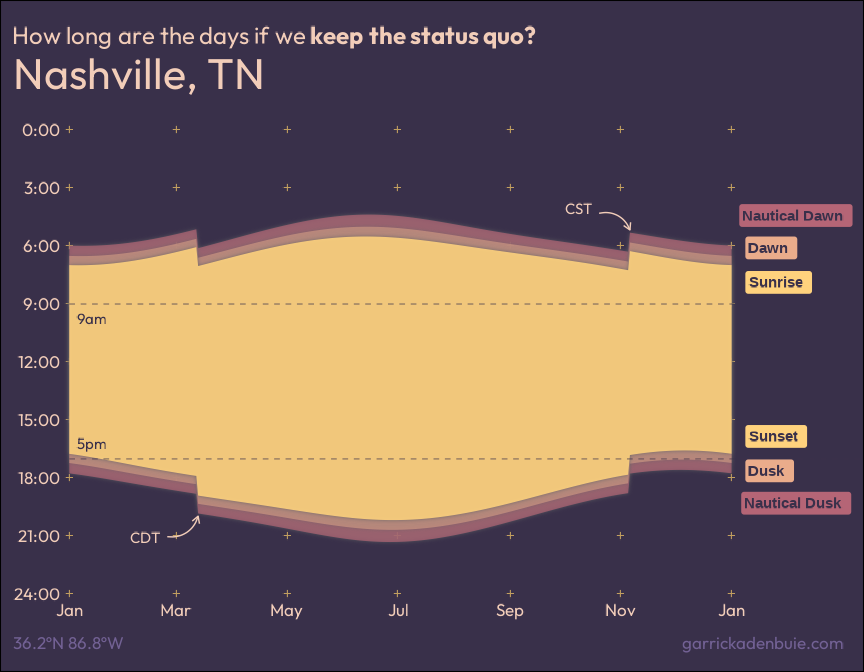 How long are the days if we keep the status quo?
Nashville, TN
0:00
3:00
CST
Nautical Dawn
6:00
Dawn
Sunrise
9:00
9am
12:00
15:00
5pm
Sunset
18:00
Dusk
Nautical Dusk
21:00
CDT
24:00
Jan Mar May Jul Sep Nov Jan
36.2°N 86.8°W
garrickadenbuie.com